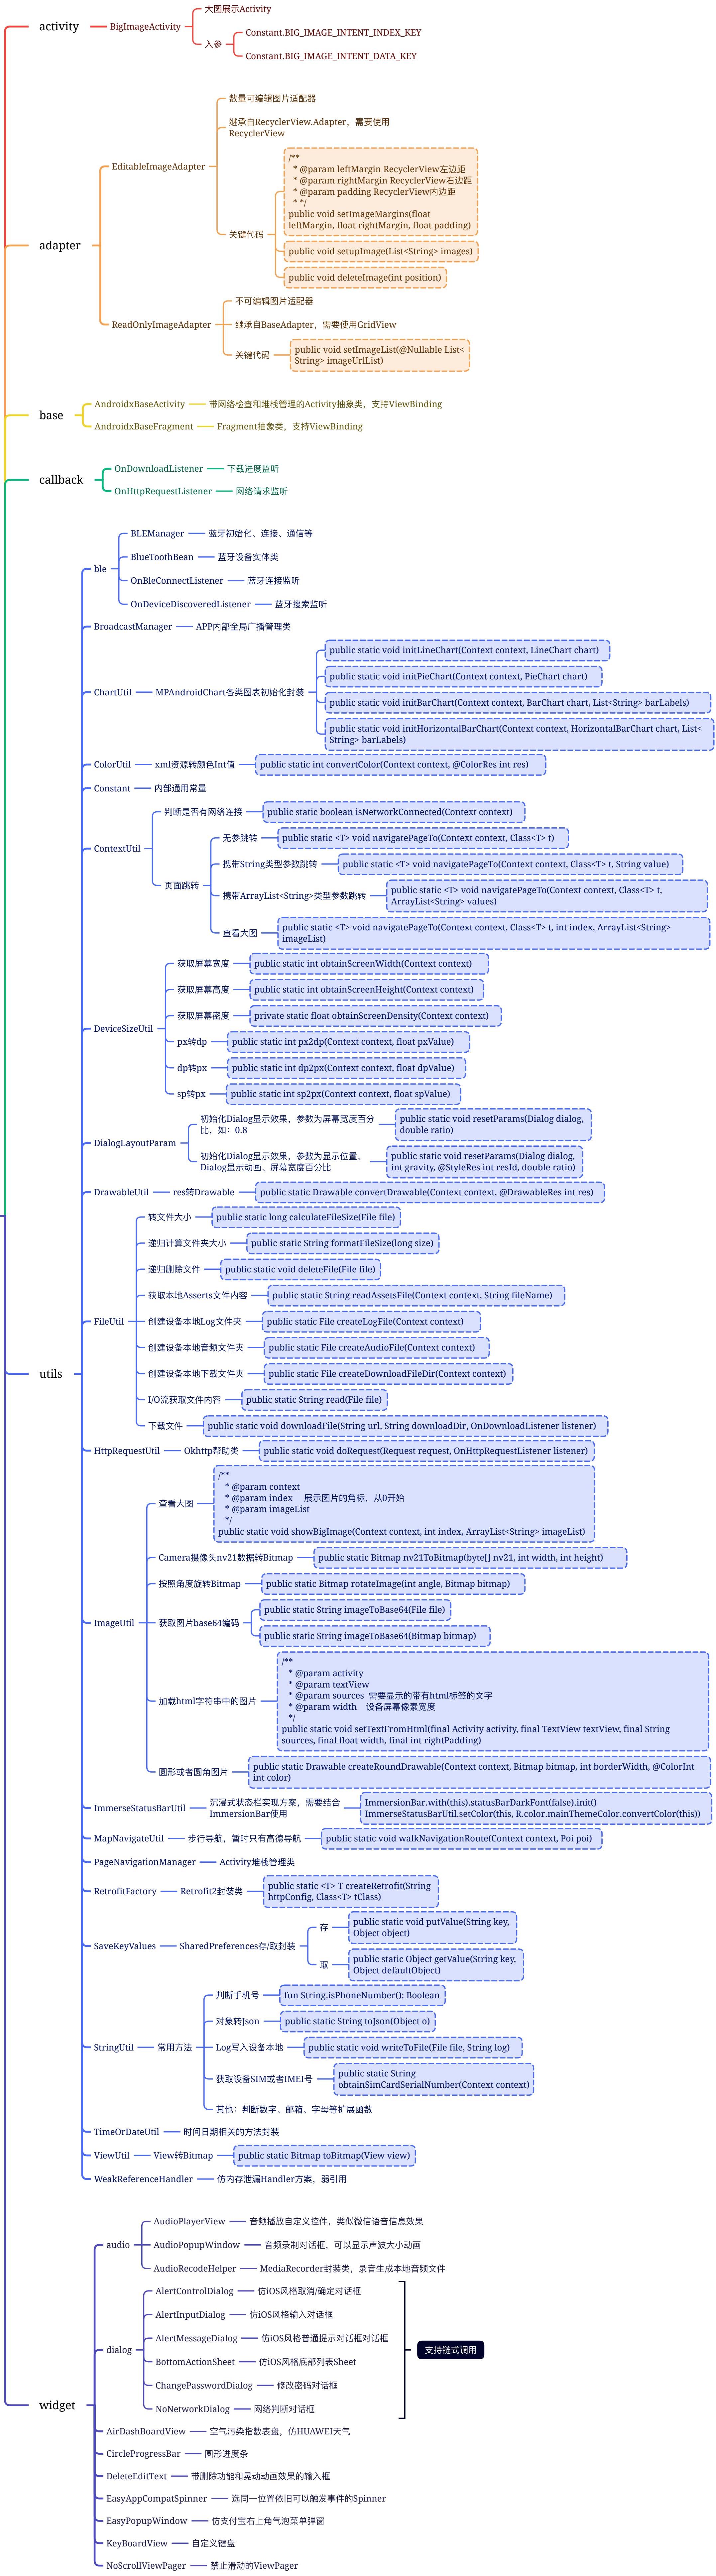 activity
BigImageActivity
大图展示Activity
入参
Constant.BIG_IMAGE_INTENT_INDEX_KEY
Constant.BIG_IMAGE_INTENT_DATA_KEY
adapter
EditableImageAdapter
数量可编辑图片适配器
继承自RecyclerView.Adapter，需要使用
RecyclerView
关键代码
/**
* @param leftMargin RecyclerView左边距
* @param rightMargin RecyclerView右边距
* @param padding RecyclerView内边距
* */
public void setImageMargins(float
leftMargin, float rightMargin, float padding)
public void setupImage(List<String> images)
public void deleteImage(int position)
ReadOnlyImageAdapter
不可编辑图片适配器
继承自BaseAdapter，需要使用GridView
关键代码
public void setImageList(@Nullable List<
String> imageUrlList)
base
AndroidxBaseActivity
带网络检查和堆栈管理的Activity抽象类，支持ViewBinding
AndroidxBaseFragment
Fragment抽象类，支持ViewBinding
callback
OnDownloadListener
下载进度监听
OnHttpRequestListener
网络请求监听
utils
ble
BLEManager
蓝牙初始化、连接、通信等
BlueToothBean
蓝牙设备实体类
OnBleConnectListener
蓝牙连接监听
OnDeviceDiscoveredListener
蓝牙搜索监听
BroadcastManager
APP内部全局广播管理类
ChartUtil
MPAndroidChart各类图表初始化封装
public static void initLineChart(Context context, LineChart chart)
public static void initPieChart(Context context, PieChart chart)
public static void initBarChart(Context context, BarChart chart, List<String> barLabels)
public static void initHorizontalBarChart(Context context, HorizontalBarChart chart, List<
String> barLabels)
ColorUtil
xml资源转颜色Int值
public static int convertColor(Context context, @ColorRes int res)
Constant
内部通用常量
ContextUtil
判断是否有网络连接
public static boolean isNetworkConnected(Context context)
页面跳转
无参跳转
public static <T> void navigatePageTo(Context context, Class<T> t)
携带String类型参数跳转
public static <T> void navigatePageTo(Context context, Class<T> t, String value)
携带ArrayList<String>类型参数跳转
public static <T> void navigatePageTo(Context context, Class<T> t,
ArrayList<String> values)
查看大图
public static <T> void navigatePageTo(Context context, Class<T> t, int index, ArrayList<String>
imageList)
DeviceSizeUtil
获取屏幕宽度
public static int obtainScreenWidth(Context context)
获取屏幕高度
public static int obtainScreenHeight(Context context)
获取屏幕密度
private static float obtainScreenDensity(Context context)
px转dp
public static int px2dp(Context context, float pxValue)
dp转px
public static int dp2px(Context context, float dpValue)
sp转px
public static int sp2px(Context context, float spValue)
DialogLayoutParam
初始化Dialog显示效果，参数为屏幕宽度百分
比，如：0.8
public static void resetParams(Dialog dialog,
double ratio)
初始化Dialog显示效果，参数为显示位置、
Dialog显示动画、屏幕宽度百分比
public static void resetParams(Dialog dialog,
int gravity, @StyleRes int resId, double ratio)
DrawableUtil
res转Drawable
public static Drawable convertDrawable(Context context, @DrawableRes int res)
FileUtil
转文件大小
public static long calculateFileSize(File file)
递归计算文件夹大小
public static String formatFileSize(long size)
递归删除文件
public static void deleteFile(File file)
获取本地Asserts文件内容
public static String readAssetsFile(Context context, String fileName)
创建设备本地Log文件夹
public static File createLogFile(Context context)
创建设备本地音频文件夹
public static File createAudioFile(Context context)
创建设备本地下载文件夹
public static File createDownloadFileDir(Context context)
I/O流获取文件内容
public static String read(File file)
下载文件
public static void downloadFile(String url, String downloadDir, OnDownloadListener listener)
HttpRequestUtil
Okhttp帮助类
public static void doRequest(Request request, OnHttpRequestListener listener)
ImageUtil
查看大图
/**
* @param context
* @param index 展示图片的角标，从0开始
* @param imageList
*/
public static void showBigImage(Context context, int index, ArrayList<String> imageList)
Camera摄像头nv21数据转Bitmap
public static Bitmap nv21ToBitmap(byte[] nv21, int width, int height)
按照角度旋转Bitmap
public static Bitmap rotateImage(int angle, Bitmap bitmap)
获取图片base64编码
public static String imageToBase64(File file)
public static String imageToBase64(Bitmap bitmap)
加载html字符串中的图片
/**
* @param activity
* @param textView
* @param sources 需要显示的带有html标签的文字
* @param width 设备屏幕像素宽度
*/
public static void setTextFromHtml(final Activity activity, final TextView textView, final String
sources, final float width, final int rightPadding)
圆形或者圆角图片
public static Drawable createRoundDrawable(Context context, Bitmap bitmap, int borderWidth, @ColorInt
int color)
ImmerseStatusBarUtil
沉浸式状态栏实现方案，需要结合
ImmersionBar使用
ImmersionBar.with(this).statusBarDarkFont(false).init()
ImmerseStatusBarUtil.setColor(this, R.color.mainThemeColor.convertColor(this))
MapNavigateUtil
步行导航，暂时只有高德导航
public static void walkNavigationRoute(Context context, Poi poi)
PageNavigationManager
Activity堆栈管理类
RetrofitFactory
Retrofit2封装类
public static <T> T createRetrofit(String
httpConfig, Class<T> tClass)
SaveKeyValues
SharedPreferences存/取封装
存
public static void putValue(String key,
Object object)
取
public static Object getValue(String key,
Object defaultObject)
StringUtil
常用方法
判断手机号
fun String.isPhoneNumber(): Boolean
对象转Json
public static String toJson(Object o)
Log写入设备本地
public static void writeToFile(File file, String log)
获取设备SIM或者IMEI号
public static String
obtainSimCardSerialNumber(Context context)
其他：判断数字、邮箱、字母等扩展函数
TimeOrDateUtil
时间日期相关的方法封装
ViewUtil
View转Bitmap
public static Bitmap toBitmap(View view)
WeakReferenceHandler
仿内存泄漏Handler方案，弱引用
widget
audio
AudioPlayerView
音频播放自定义控件，类似微信语音信息效果
AudioPopupWindow
音频录制对话框，可以显示声波大小动画
AudioRecodeHelper
MediaRecorder封装类，录音生成本地音频文件
dialog
AlertControlDialog
仿iOS风格取消/确定对话框
AlertInputDialog
仿iOS风格输入对话框
AlertMessageDialog
仿iOS风格普通提示对话框对话框
BottomActionSheet
仿iOS风格底部列表Sheet
ChangePasswordDialog
修改密码对话框
NoNetworkDialog
网络判断对话框
支持链式调用
AirDashBoardView
空气污染指数表盘，仿HUAWEI天气
CircleProgressBar
圆形进度条
DeleteEditText
带删除功能和晃动动画效果的输入框
EasyAppCompatSpinner
选同一位置依旧可以触发事件的Spinner
EasyPopupWindow
仿支付宝右上角气泡菜单弹窗
KeyBoardView
自定义键盘
NoScrollViewPager
禁止滑动的ViewPager